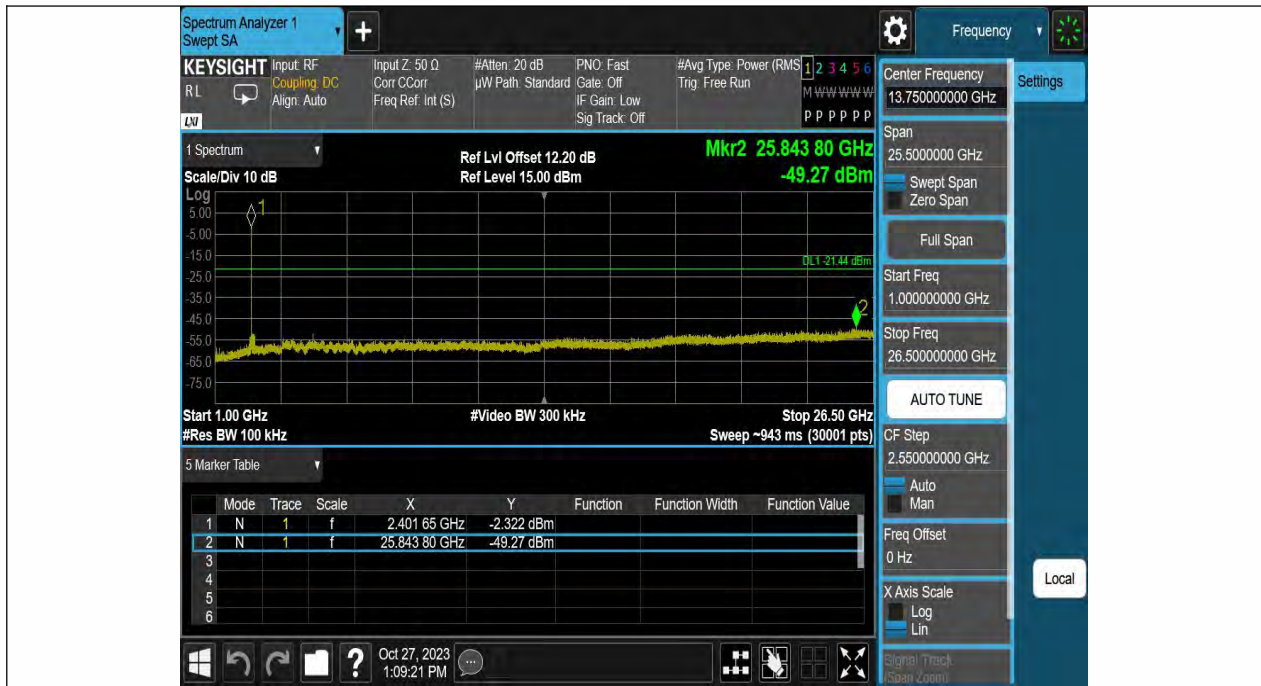 Spectrum Analyzer 1
Swept SA
+
Frequency
KEYSIGHT
R L
LXI
Input: RF
Coupling: DC
Align: Auto
Input Z: 50 Ω
Corr CCorr
Freq Ref: Int (S)
#Atten: 20 dB
µW Path: Standard
PNO: Fast
Gate: Off
IF Gain: Low
Sig Track: Off
#Avg Type: Power (RMS
Trig: Free Run
1 2 3 4 5 6
M W W W W W
P P P P P P
Settings
1 Spectrum
Scale/Div 10 dB
Ref Lvl Offset 12.20 dB
Ref Level 15.00 dBm
Mkr2 25.843 80 GHz
-49.27 dBm
Log
5.00
-5.00
-15.0
-25.0
-35.0
-45.0
-55.0
-65.0
-75.0
1
DL1 -21.44 dBm
2
Start 1.00 GHz
#Video BW 300 kHz
Stop 26.50 GHz
#Res BW 100 kHz
Sweep ~943 ms (30001 pts)
5 Marker Table
Mode Trace Scale X Y Function Function Width Function Value
1 N 1 f 2.401 65 GHz -2.322 dBm
2 N 1 f 25.843 80 GHz -49.27 dBm
3
4
5
6
Center Frequency
13.750000000 GHz
Span
25.5000000 GHz
Swept Span
Zero Span
Full Span
Start Freq
1.000000000 GHz
Stop Freq
26.500000000 GHz
AUTO TUNE
CF Step
2.550000000 GHz
Auto
Man
Freq Offset
0 Hz
X Axis Scale
Log
Lin
Signal Track
(Span Zoom)
Local
?
Oct 27, 2023
1:09:21 PM